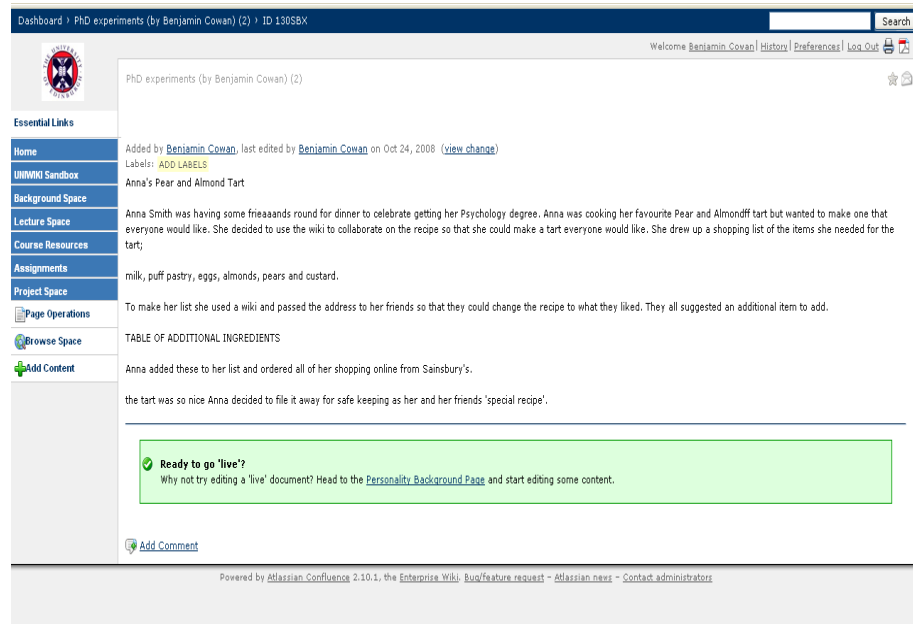 Dashboard > PhD experiments (by Benjamin Cowan) (2) > ID 130SBX
Search
Welcome Benjamin Cowan | History | Preferences | Log Out
THE UNIVERSITY OF EDINBURGH
PhD experiments (by Benjamin Cowan) (2)
Essential Links
Home
UNIWIKI Sandbox
Background Space
Lecture Space
Course Resources
Assignments
Project Space
Page Operations
Browse Space
Add Content
Added by Benjamin Cowan, last edited by Benjamin Cowan on Oct 24, 2008 (view change)
Labels: ADD LABELS
Anna's Pear and Almond Tart
Anna Smith was having some frieaaands round for dinner to celebrate getting her Psychology degree. Anna was cooking her favourite Pear and Almondff tart but wanted to make one that
everyone would like. She decided to use the wiki to collaborate on the recipe so that she could make a tart everyone would like. She drew up a shopping list of the items she needed for the
tart;
milk, puff pastry, eggs, almonds, pears and custard.
To make her list she used a wiki and passed the address to her friends so that they could change the recipe to what they liked. They all suggested an additional item to add.
TABLE OF ADDITIONAL INGREDIENTS
Anna added these to her list and ordered all of her shopping online from Sainsbury's.
the tart was so nice Anna decided to file it away for safe keeping as her and her friends 'special recipe'.
Ready to go 'live'?
Why not try editing a 'live' document? Head to the Personality Background Page and start editing some content.
Add Comment
Powered by Atlassian Confluence 2.10.1, the Enterprise Wiki. Bug/feature request - Atlassian news - Contact administrators